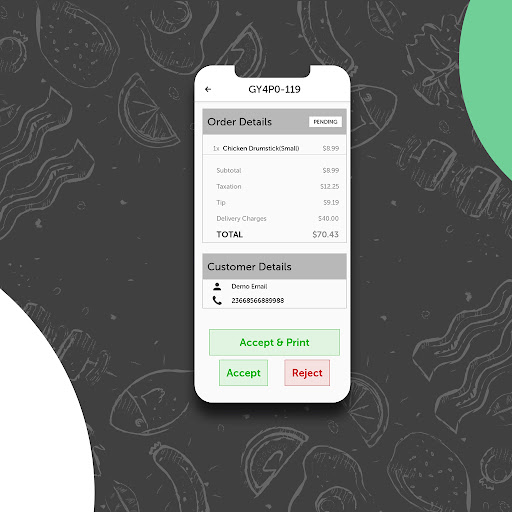 GY4P0-119
Order Details PENDING
1x Chicken Drumstick(Small) $8.99
Subtotal $8.99
Taxation $12.25
Tip $9.19
Delivery Charges $40.00
TOTAL $70.43
Customer Details
Demo Email
23668566889988
Accept & Print
Accept Reject